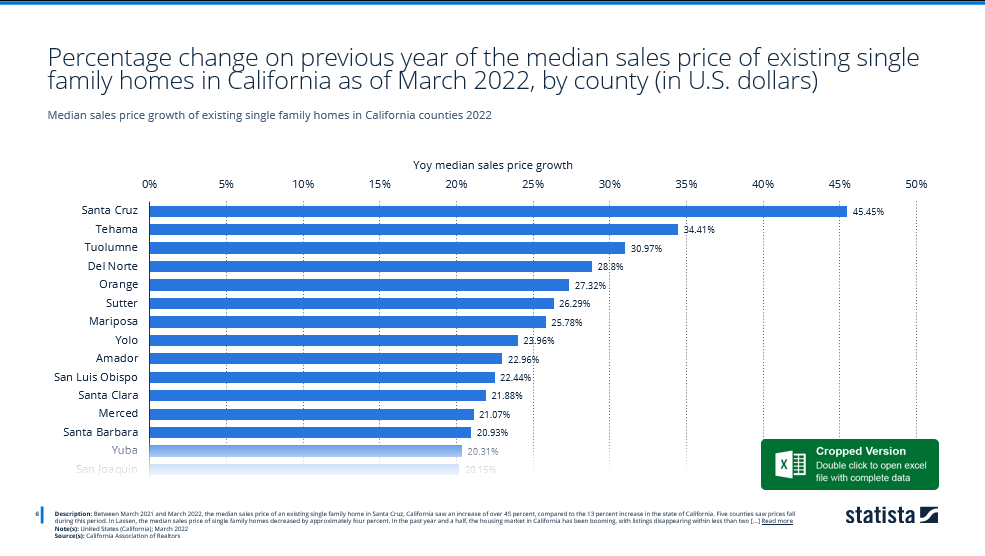 Percentage change on previous year of the median sales price of existing single
family homes in California as of March 2022, by county (in U.S. dollars)
Median sales price growth of existing single family homes in California counties 2022
Yoy median sales price growth
0% 5% 10% 15% 20% 25% 30% 35% 40% 45% 50%
Santa Cruz 45.45%
Tehama 34.41%
Tuolumne 30.97%
Del Norte 28.8%
Orange 27.32%
Sutter 26.29%
Mariposa 25.78%
Yolo 23.96%
Amador 22.96%
San Luis Obispo 22.44%
Santa Clara 21.88%
Merced 21.07%
Santa Barbara 20.93%
Yuba 20.31%
San Joaquin 20.15%
Cropped Version
Double click to open excel
file with complete data
6
Description: Between March 2021 and March 2022, the median sales price of an existing single family home in Santa Cruz, California saw an increase of over 45 percent, compared to the 13 percent increase in the state of California. Five counties saw prices fall
during this period. In Lassen, the median sales price of single family homes decreased by approximately four percent. In the past year and a half, the housing market in California has been booming, with listings disappearing within less than two [...] Read more
Note(s): United States (California); March 2022
Source(s): California Association of Realtors
statista